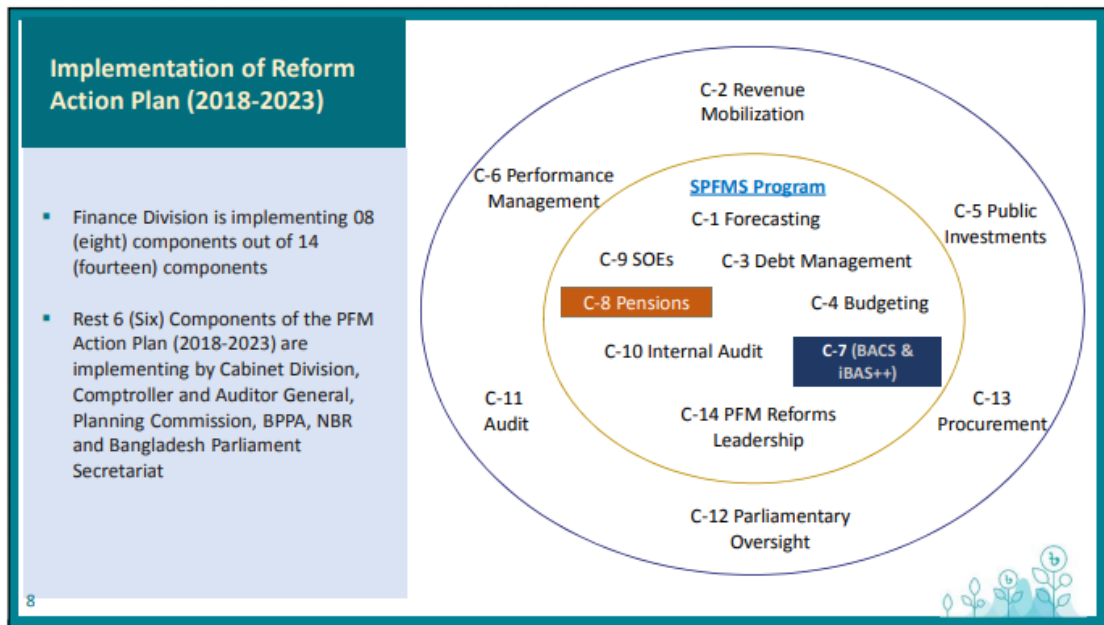 Implementation of Reform
Action Plan (2018-2023)
▪ Finance Division is implementing 08
(eight) components out of 14
(fourteen) components
▪ Rest 6 (Six) Components of the PFM
Action Plan (2018-2023) are
implementing by Cabinet Division,
Comptroller and Auditor General,
Planning Commission, BPPA, NBR
and Bangladesh Parliament
Secretariat
C-2 Revenue
Mobilization
C-6 Performance
Management
SPFMS Program
C-1 Forecasting
C-5 Public
Investments
C-9 SOEs
C-3 Debt Management
C-8 Pensions
C-4 Budgeting
C-10 Internal Audit
C-7 (BACS &
iBAS++)
C-11
Audit
C-14 PFM Reforms
Leadership
C-13
Procurement
C-12 Parliamentary
Oversight
8
৳
৳
৳